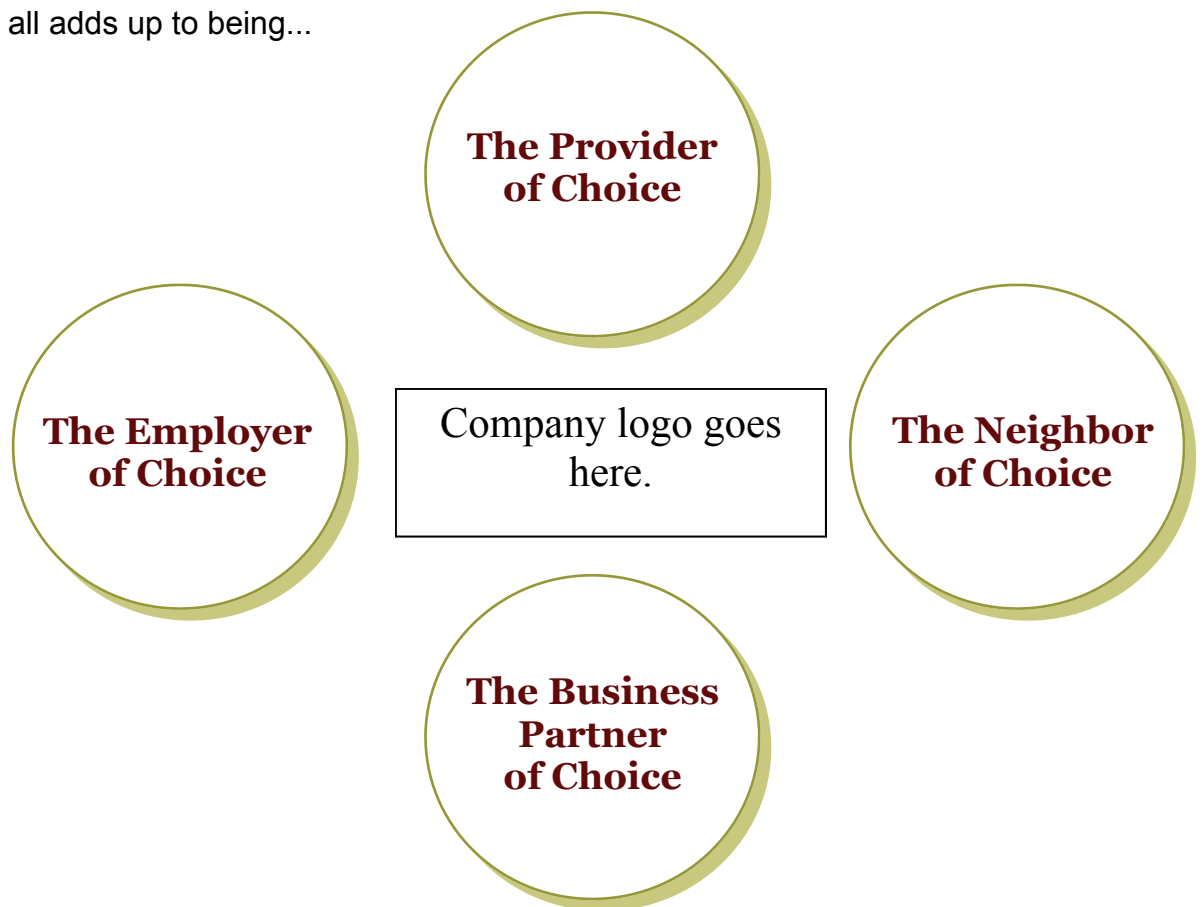 all adds up to being...
The Provider
of Choice
The Employer
of Choice
Company logo goes
here.
The Neighbor
of Choice
The Business
Partner
of Choice